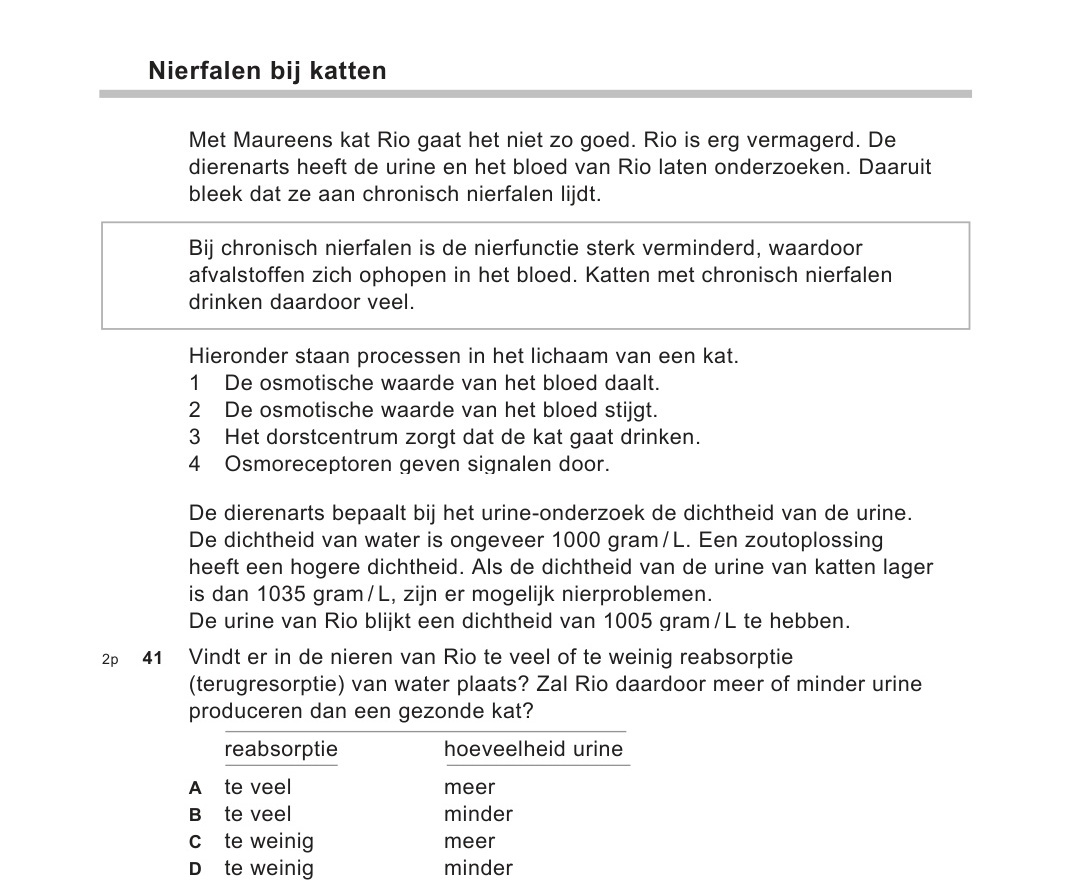 Nierfalen bij katten
Met Maureens kat Rio gaat het niet zo goed. Rio is erg vermagerd. De
dierenarts heeft de urine en het bloed van Rio laten onderzoeken. Daaruit
bleek dat ze aan chronisch nierfalen lijdt.
Bij chronisch nierfalen is de nierfunctie sterk verminderd, waardoor
afvalstoffen zich ophopen in het bloed. Katten met chronisch nierfalen
drinken daardoor veel.
Hieronder staan processen in het lichaam van een kat.
1 De osmotische waarde van het bloed daalt.
2 De osmotische waarde van het bloed stijgt.
3 Het dorstcentrum zorgt dat de kat gaat drinken.
4 Osmoreceptoren geven signalen door.
De dierenarts bepaalt bij het urine-onderzoek de dichtheid van de urine.
De dichtheid van water is ongeveer 1000 gram/L. Een zoutoplossing
heeft een hogere dichtheid. Als de dichtheid van de urine van katten lager
is dan 1035 gram/L, zijn er mogelijk nierproblemen.
De urine van Rio blijkt een dichtheid van 1005 gram/L te hebben.
2p 41 Vindt er in de nieren van Rio te veel of te weinig reabsorptie
(terugresorptie) van water plaats? Zal Rio daardoor meer of minder urine
produceren dan een gezonde kat?
reabsorptie hoeveelheid urine
A te veel meer
B te veel minder
C te weinig meer
D te weinig minder